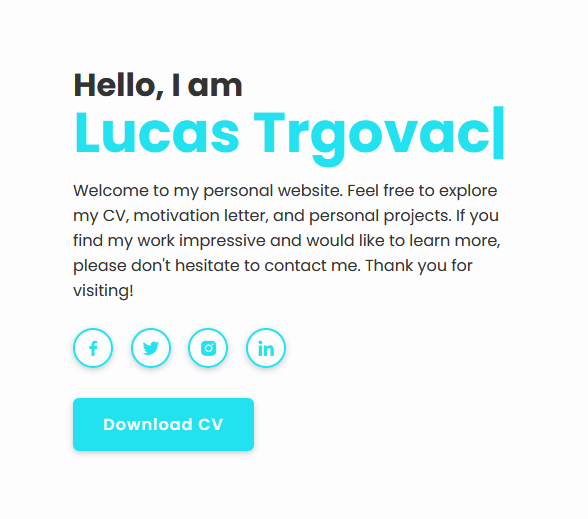 Hello, I am
Lucas Trgovac|
Welcome to my personal website. Feel free to explore
my CV, motivation letter, and personal projects. If you
find my work impressive and would like to learn more,
please don't hesitate to contact me. Thank you for
visiting!
Download CV